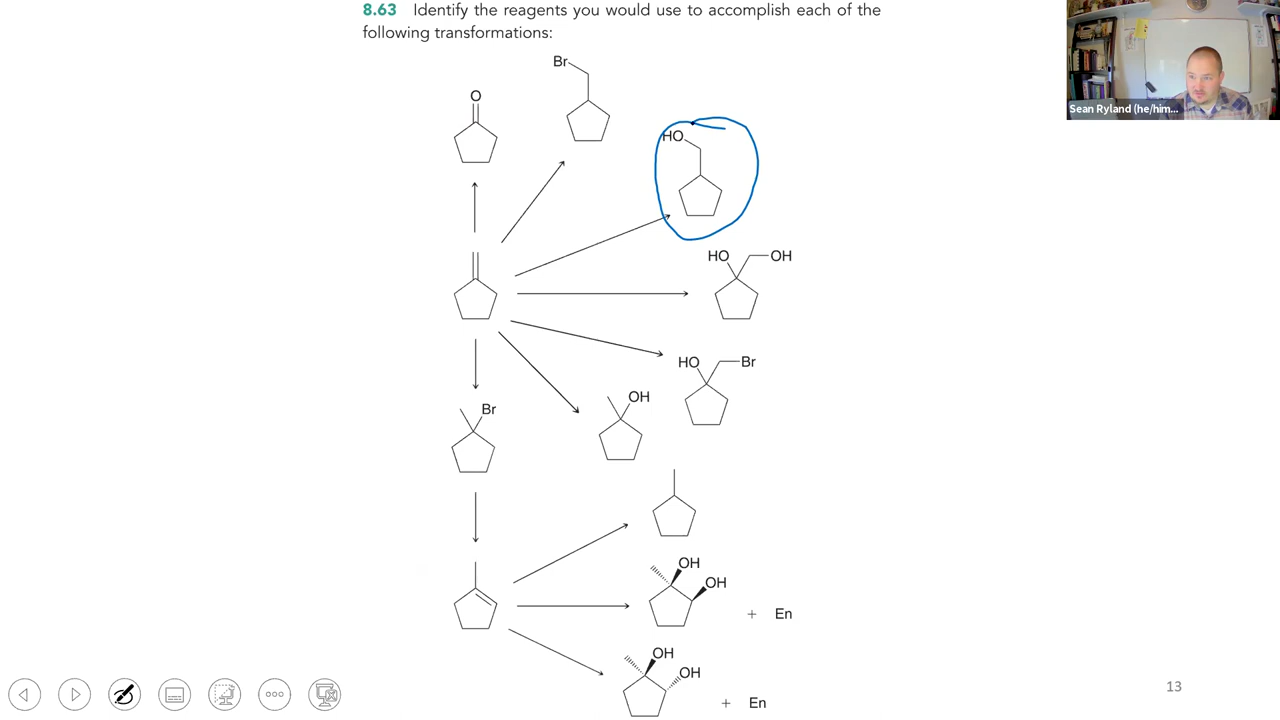 8.63 Identify the reagents you would use to accomplish each of the
following transformations:
Br
O
HO
HO
OH
HO
Br
OH
Br
OH
OH
+ En
OH
OH
+ En
13
Sean Ryland (he/him...